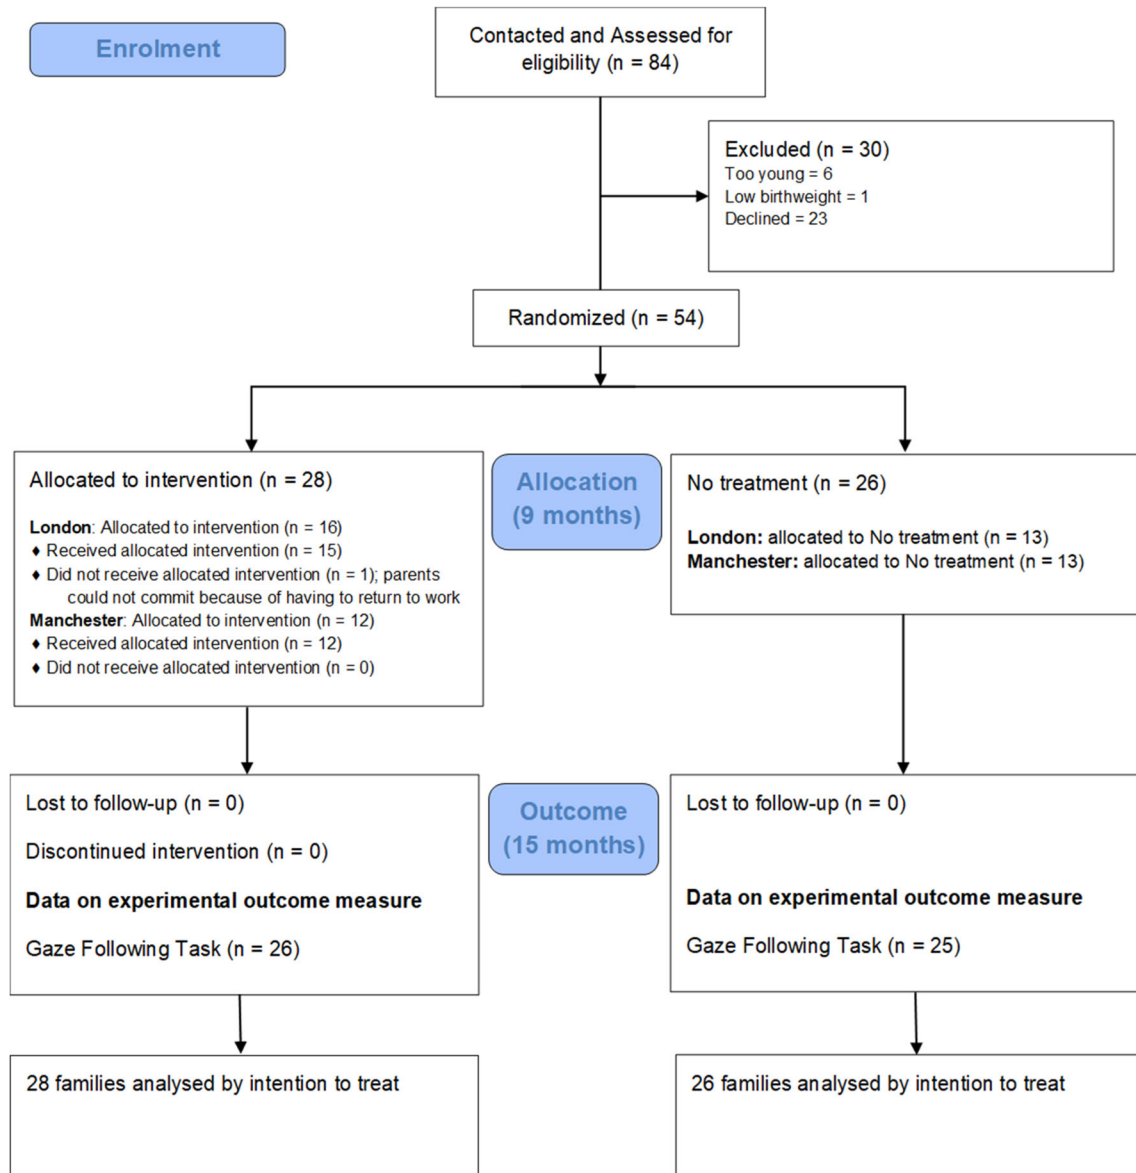 Enrolment
Contacted and Assessed for
eligibility (n = 84)
Excluded (n = 30)
Too young = 6
Low birthweight = 1
Declined = 23
Randomized (n = 54)
Allocated to intervention (n = 28)
London: Allocated to intervention (n = 16)
♦ Received allocated intervention (n = 15)
♦ Did not receive allocated intervention (n = 1); parents
could not commit because of having to return to work
Manchester: Allocated to intervention (n = 12)
♦ Received allocated intervention (n = 12)
♦ Did not receive allocated intervention (n = 0)
Allocation
(9 months)
No treatment (n = 26)
London: allocated to No treatment (n = 13)
Manchester: allocated to No treatment (n = 13)
Lost to follow-up (n = 0)
Discontinued intervention (n = 0)
Data on experimental outcome measure
Gaze Following Task (n = 26)
Outcome
(15 months)
Lost to follow-up (n = 0)
Data on experimental outcome measure
Gaze Following Task (n = 25)
28 families analysed by intention to treat
26 families analysed by intention to treat